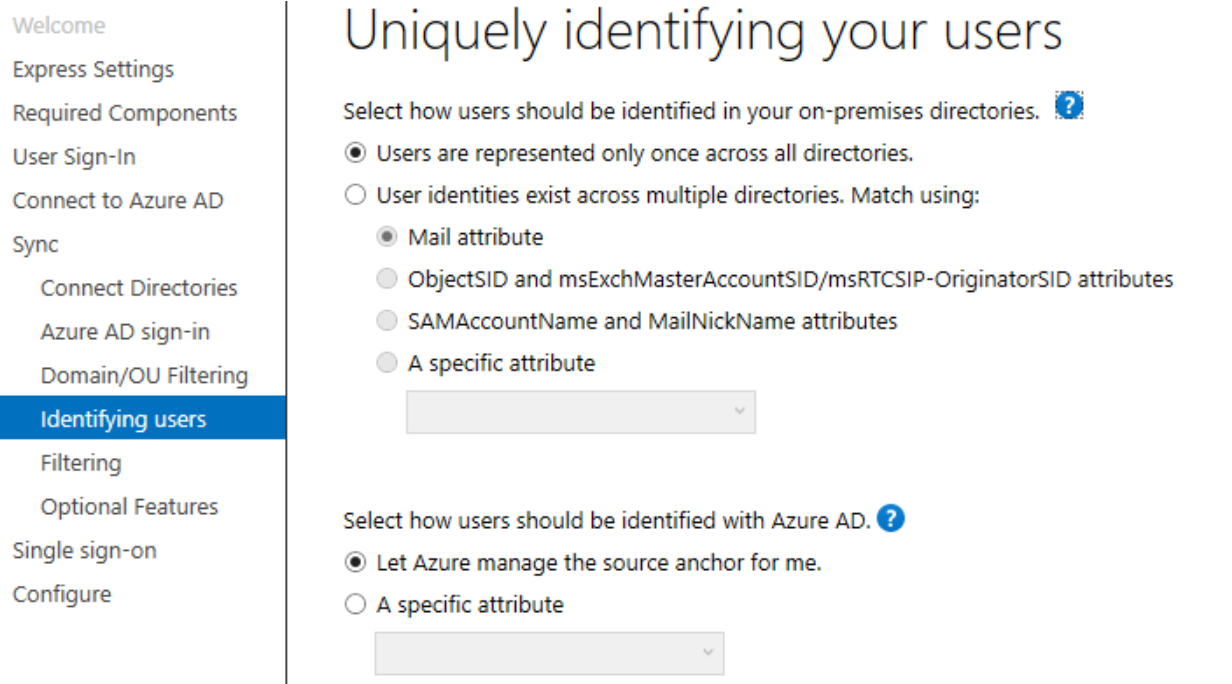 Welcome
Express Settings
Required Components
User Sign-In
Connect to Azure AD
Sync
Connect Directories
Azure AD sign-in
Domain/OU Filtering
Identifying users
Filtering
Optional Features
Single sign-on
Configure
Uniquely identifying your users
Select how users should be identified in your on-premises directories. ?
Users are represented only once across all directories.
User identities exist across multiple directories. Match using:
Mail attribute
ObjectSID and msExchMasterAccountSID/msRTCSIP-OriginatorSID attributes
SAMAccountName and MailNickName attributes
A specific attribute
Select how users should be identified with Azure AD. ?
Let Azure manage the source anchor for me.
A specific attribute